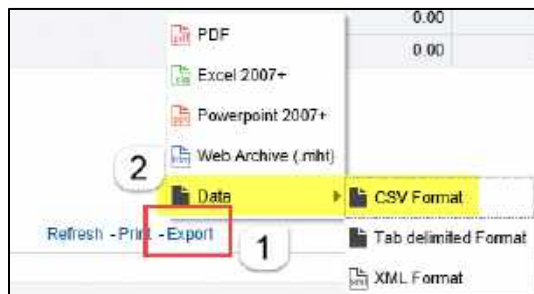 0.00
PDF
0.00
Excel 2007+
Powerpoint 2007+
Web Archive (.mht)
2
Data
CSV Format
Refresh - Print - Export
1
Tab delimited Format
XML Format